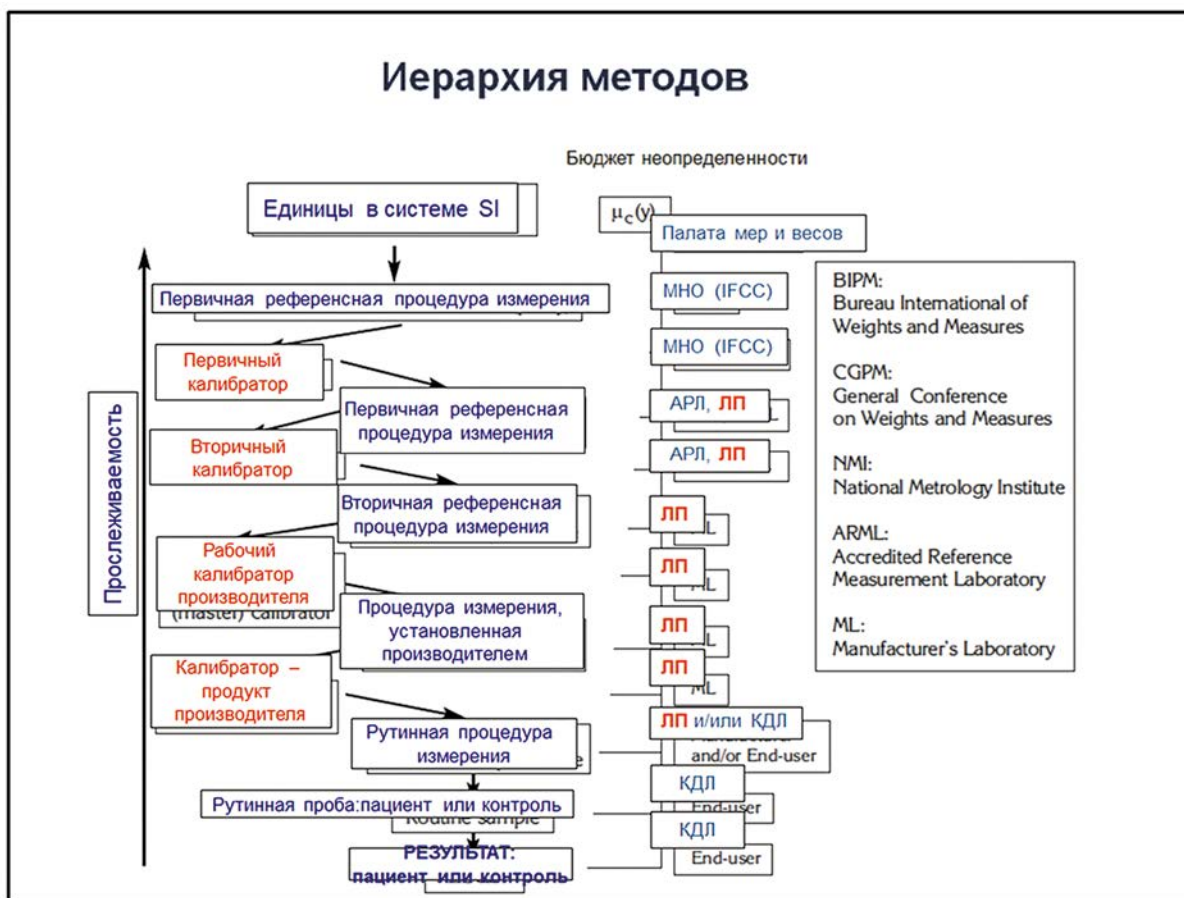 Иерархия методов
Бюджет неопределенности
Единицы в системе SI
μc(y)
Палата мер и весов
Первичная референсная процедура измерения
МНО (IFCC)
Первичный
калибратор
МНО (IFCC)
Первичная референсная
процедура измерения
АРЛ, ЛП
L
Вторичный
калибратор
АРЛ, ЛП
Вторичная референсная
процедура измерения
ЛП
ML
Рабочий
калибратор
производителя
(master) calibrator
ЛП
ML
Процедура измерения,
установленная
производителем
ЛП
ML
Калибратор –
продукт
производителя
ЛП
ML
Рутинная процедура
измерения
ЛП и/или КДЛ
and/or End-user
Рутинная проба:пациент или контроль
Routine sample
КДЛ
End-user
РЕЗУЛЬТАТ:
пациент или контроль
КДЛ
End-user
Прослеживаемость
BIPM:
Bureau International of
Weights and Measures
CGPM:
General Conference
on Weights and Measures
NMI:
National Metrology Institute
ARML:
Accredited Reference
Measurement Laboratory
ML:
Manufacturer's Laboratory